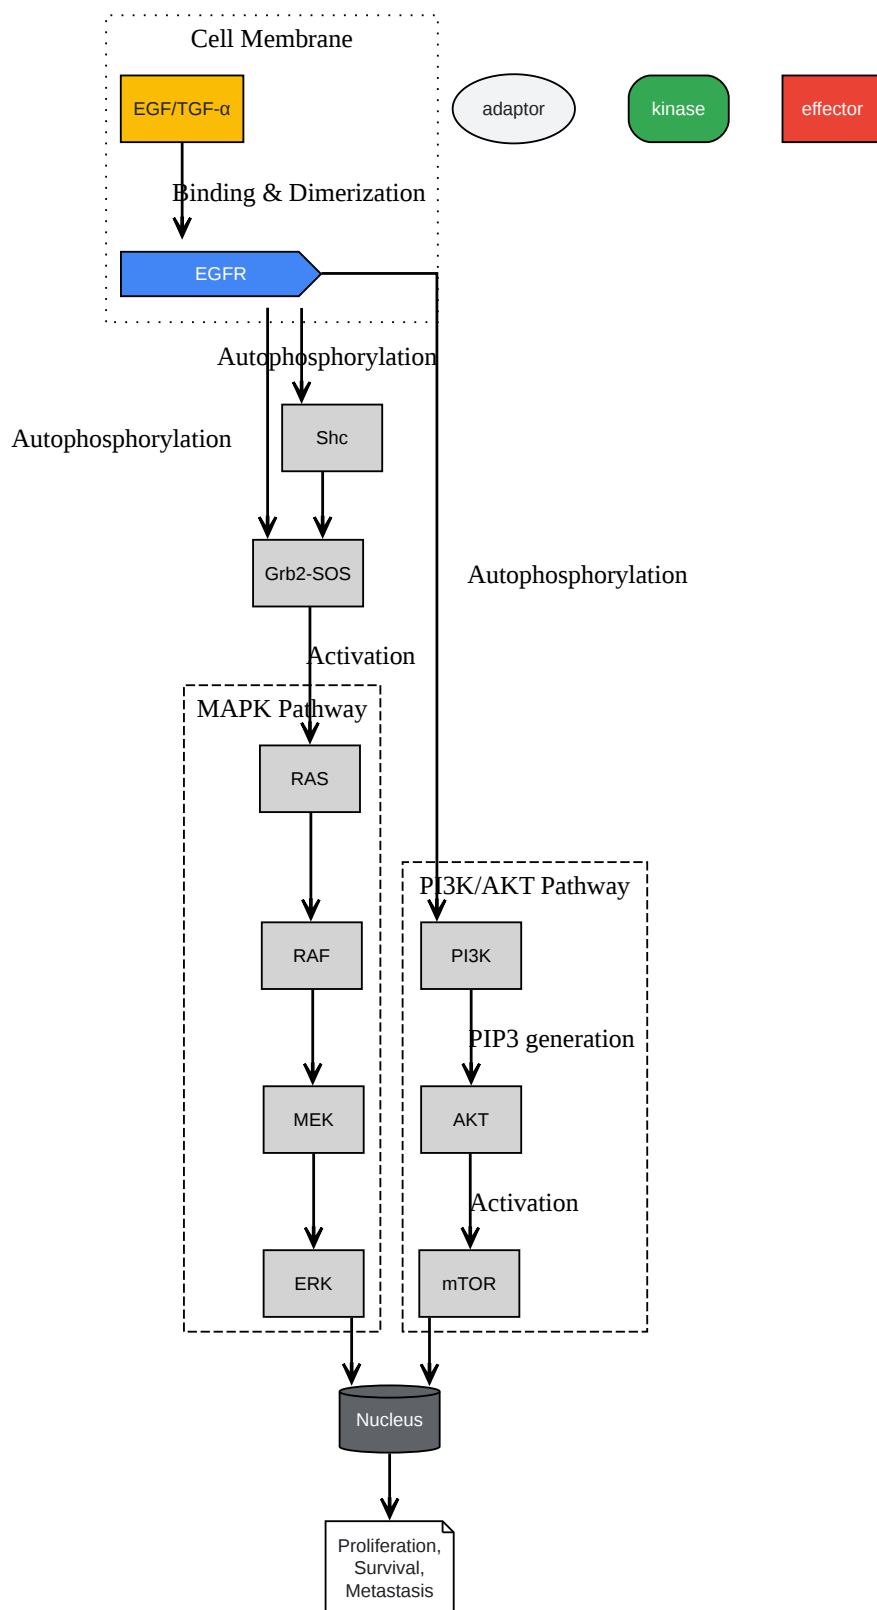 Cell Membrane
EGF/TGF-α
adaptor
kinase
effector
Binding & Dimerization
EGFR
Autophosphorylation
Autophosphorylation
Shc
Grb2-SOS
Autophosphorylation
Activation
MAPK Pathway
RAS
PI3K/AKT Pathway
RAF
PI3K
PIP3 generation
MEK
AKT
Activation
ERK
mTOR
Nucleus
Proliferation,
Survival,
Metastasis